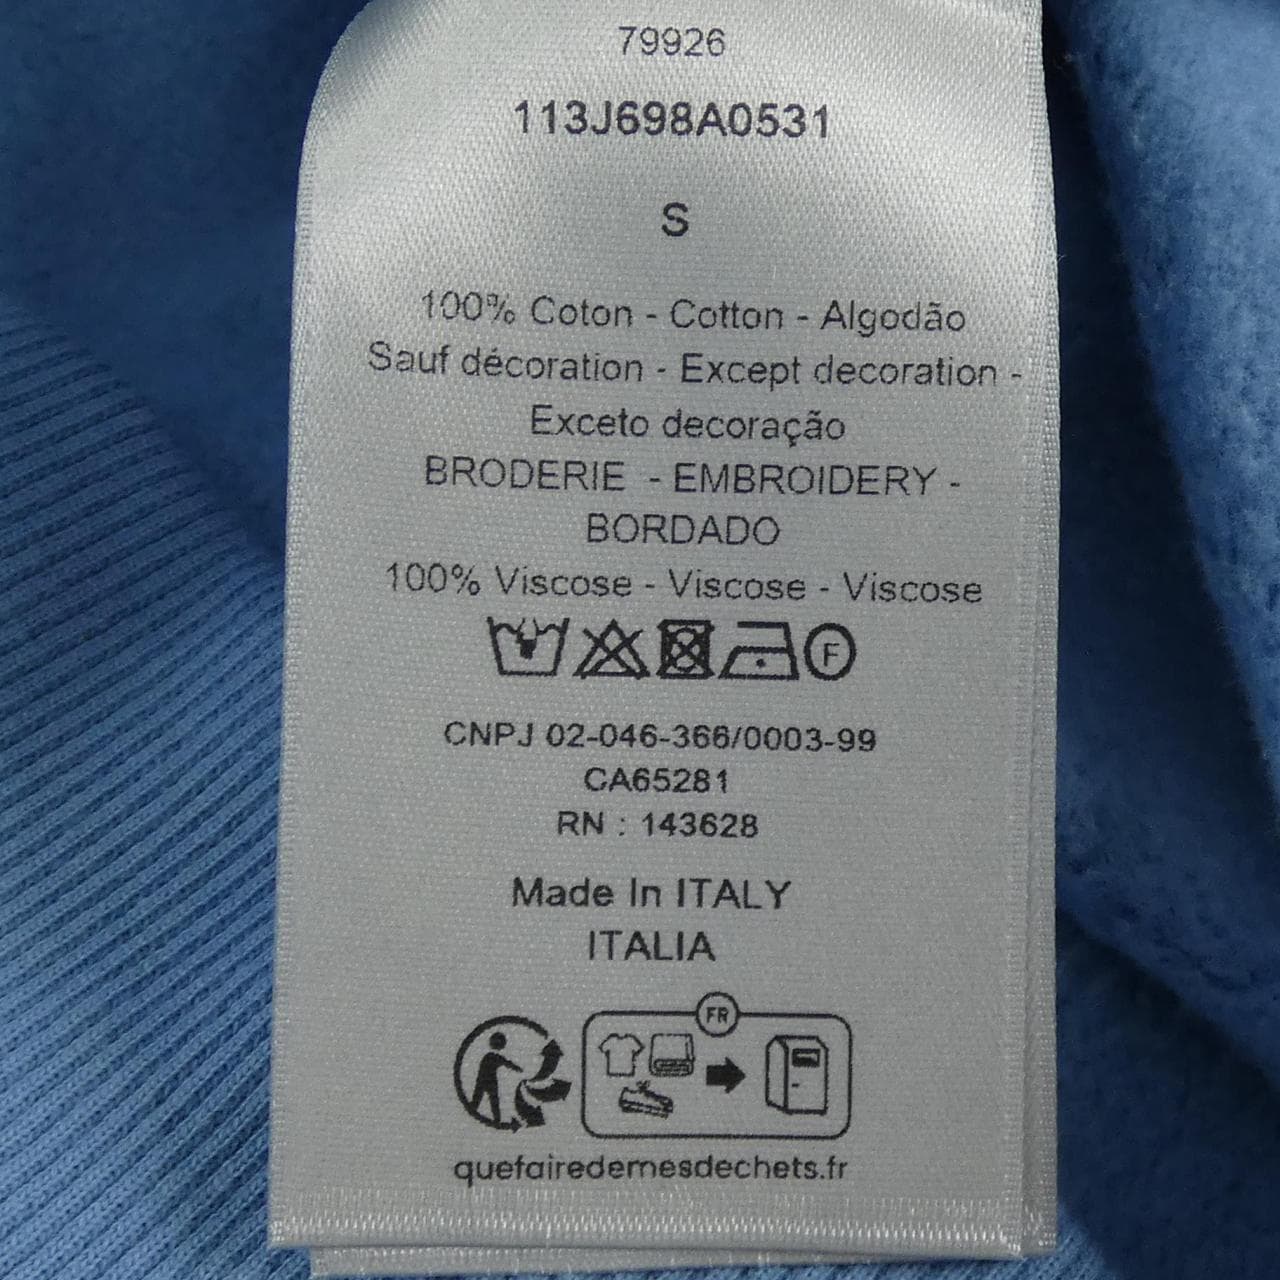 79926
113J698A0531
S
100% Coton - Cotton - Algodão
Sauf décoration - Except decoration -
Exceto decoração
BRODERIE - EMBROIDERY -
BORDADO
100% Viscose - Viscose - Viscose
F
CNPJ 02-046-366/0003-99
CA65281
RN : 143628
Made In ITALY
ITALIA
FR
quefairedemesdechets.fr